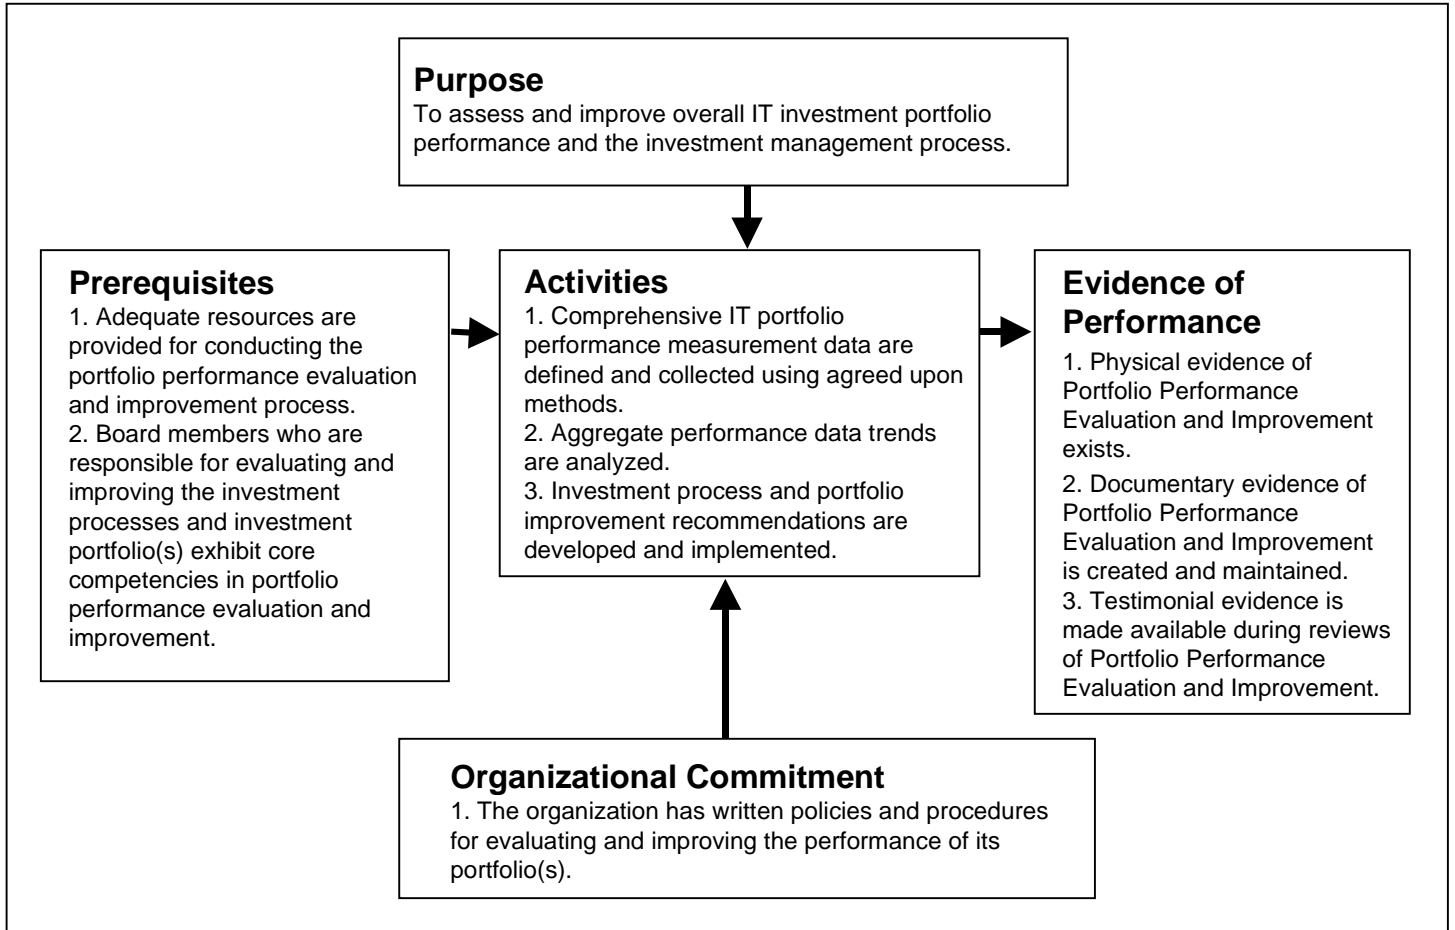 Purpose
To assess and improve overall IT investment portfolio
performance and the investment management process.
Prerequisites
1. Adequate resources are
provided for conducting the
portfolio performance evaluation
and improvement process.
2. Board members who are
responsible for evaluating and
improving the investment
processes and investment
portfolio(s) exhibit core
competencies in portfolio
performance evaluation and
improvement.
Activities
1. Comprehensive IT portfolio
performance measurement data are
defined and collected using agreed upon
methods.
2. Aggregate performance data trends
are analyzed.
3. Investment process and portfolio
improvement recommendations are
developed and implemented.
Evidence of
Performance
1. Physical evidence of
Portfolio Performance
Evaluation and Improvement
exists.
2. Documentary evidence of
Portfolio Performance
Evaluation and Improvement
is created and maintained.
3. Testimonial evidence is
made available during reviews
of Portfolio Performance
Evaluation and Improvement.
Organizational Commitment
1. The organization has written policies and procedures
for evaluating and improving the performance of its
portfolio(s).